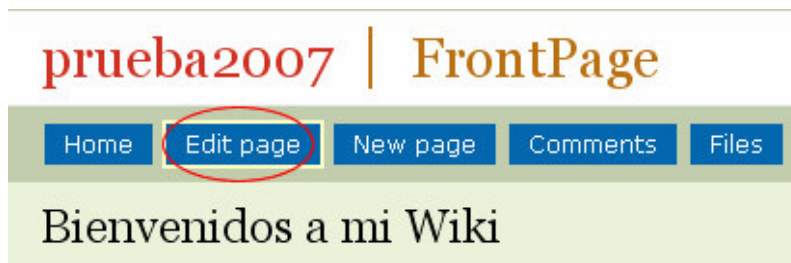 prueba2007 | FrontPage
Home Edit page New page Comments Files
Bienvenidos a mi Wiki